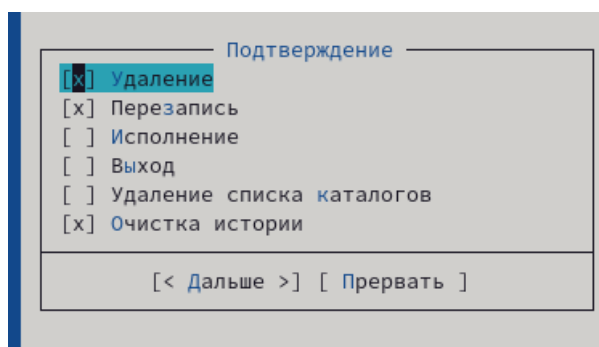 Подтверждение
[x] Удаление
[x] Перезапись
[ ] Исполнение
[ ] Выход
[ ] Удаление списка каталогов
[x] Очистка истории
[< Дальше >] [ Прервать ]